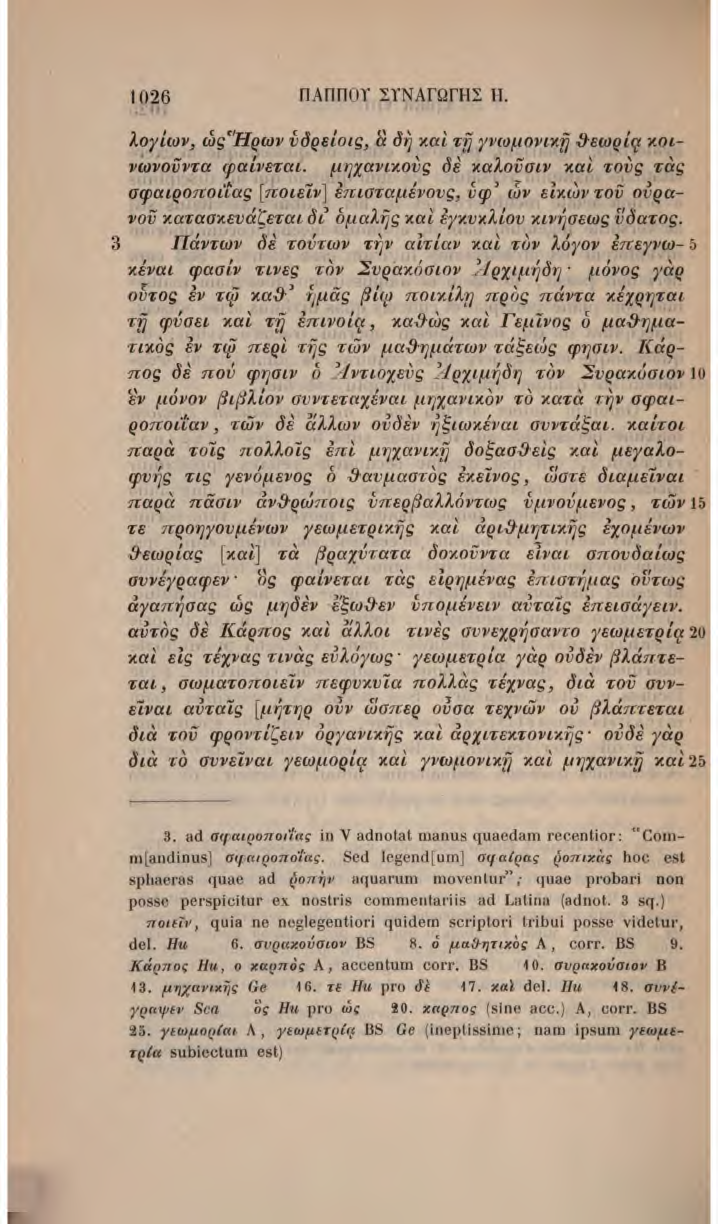 1026 ΠΑΠΠΟΥ ΣΥΝΑΓΩΓΗΣ Η.
λογίων, ὡς Ἥρων ὑδρείοις, ἃ δὴ καὶ τῇ γνωμονικῇ θεωρίᾳ κοι-
νωνοῦντα φαίνεται. μηχανικοὺς δὲ καλοῦσιν καὶ τοὺς τὰς
σφαιροποιΐας [ποιεῖν] ἐπισταμένους, ὑφ᾽ ὧν εἰκὼν τοῦ οὐρα-
νοῦ κατασκευάζεται δι᾽ ὁμαλῆς καὶ ἐγκυκλίου κινήσεως ὕδατος.
3 Πάντων δὲ τούτων τὴν αἰτίαν καὶ τὸν λόγον ἐπεγνω- 5
κέναι φασίν τινες τὸν Συρακόσιον Ἀρχιμήδη· μόνος γὰρ
οὗτος ἐν τῷ καθ᾽ ἡμᾶς βίῳ ποικίλῃ πρὸς πάντα κέχρηται
τῇ φύσει καὶ τῇ ἐπινοίᾳ, καθὼς καὶ Γεμῖνος ὁ μαθημα-
τικὸς ἐν τῷ περὶ τῆς τῶν μαθημάτων τάξεώς φησιν. Κάρ-
πος δὲ πού φησιν ὁ Ἀντιοχεὺς Ἀρχιμήδη τὸν Συρακόσιον 10
ἓν μόνον βιβλίον συντεταχέναι μηχανικὸν τὸ κατὰ τὴν σφαι-
ροποιΐαν, τῶν δὲ ἄλλων οὐδὲν ἠξιωκέναι συντάξαι. καίτοι
παρὰ τοῖς πολλοῖς ἐπὶ μηχανικῇ δοξασθεὶς καὶ μεγαλο-
φυής τις γενόμενος ὁ θαυμαστὸς ἐκεῖνος, ὥστε διαμεῖναι
παρὰ πᾶσιν ἀνθρώποις ὑπερβαλλόντως ὑμνούμενος, τῶν 15
τε προηγουμένων γεωμετρικῆς καὶ ἀριθμητικῆς ἐχομένων
θεωρίας [καὶ] τὰ βραχύτατα δοκοῦντα εἶναι σπουδαίως
συνέγραφεν· ὃς φαίνεται τὰς εἰρημένας ἐπιστήμας οὕτως
ἀγαπήσας ὡς μηδὲν ἔξωθεν ὑπομένειν αὐταῖς ἐπεισάγειν.
αὐτὸς δὲ Κάρπος καὶ ἄλλοι τινὲς συνεχρήσαντο γεωμετρίᾳ 20
καὶ εἰς τέχνας τινὰς εὐλόγως· γεωμετρία γὰρ οὐδὲν βλάπτε-
ται, σωματοποιεῖν πεφυκυῖα πολλὰς τέχνας, διὰ τοῦ συν-
εῖναι αὐταῖς [μήτηρ οὖν ὥσπερ οὖσα τεχνῶν οὐ βλάπτεται
διὰ τοῦ φροντίζειν ὀργανικῆς καὶ ἀρχιτεκτονικῆς· οὐδὲ γὰρ
διὰ τὸ συνεῖναι γεωμορίᾳ καὶ γνωμονικῇ καὶ μηχανικῇ καὶ 25
3. ad σφαιροποιΐας in V adnotat manus quaedam recentior: "Com-
m[andinus] σφαιροποΐας. Sed legend[um] σφαίρας ῥοπικὰς hoc est
sphaeras quae ad ῥοπὴν aquarum moventur"; quae probari non
posse perspicitur ex nostris commentariis ad Latina (adnot. 3 sq.)
ποιεῖν, quia ne neglegentiori quidem scriptori tribui posse videtur,
del. Hu 6. συρακούσιον BS 8. ὁ μαθητικὸς A, corr. BS 9.
Κάρπος Hu, ο καρπὸς A, accentum corr. BS 10. συρακούσιον B
13. μηχανικῆς Ge 16. τε Hu pro δὲ 17. καὶ del. Hu 18. συνέ-
γραψεν Sca ὃς Hu pro ὡς 20. καρπος (sine acc.) A, corr. BS
25. γεωμορίαι A, γεωμετρίᾳ BS Ge (ineptissime; nam ipsum γεωμε-
τρία subiectum est)